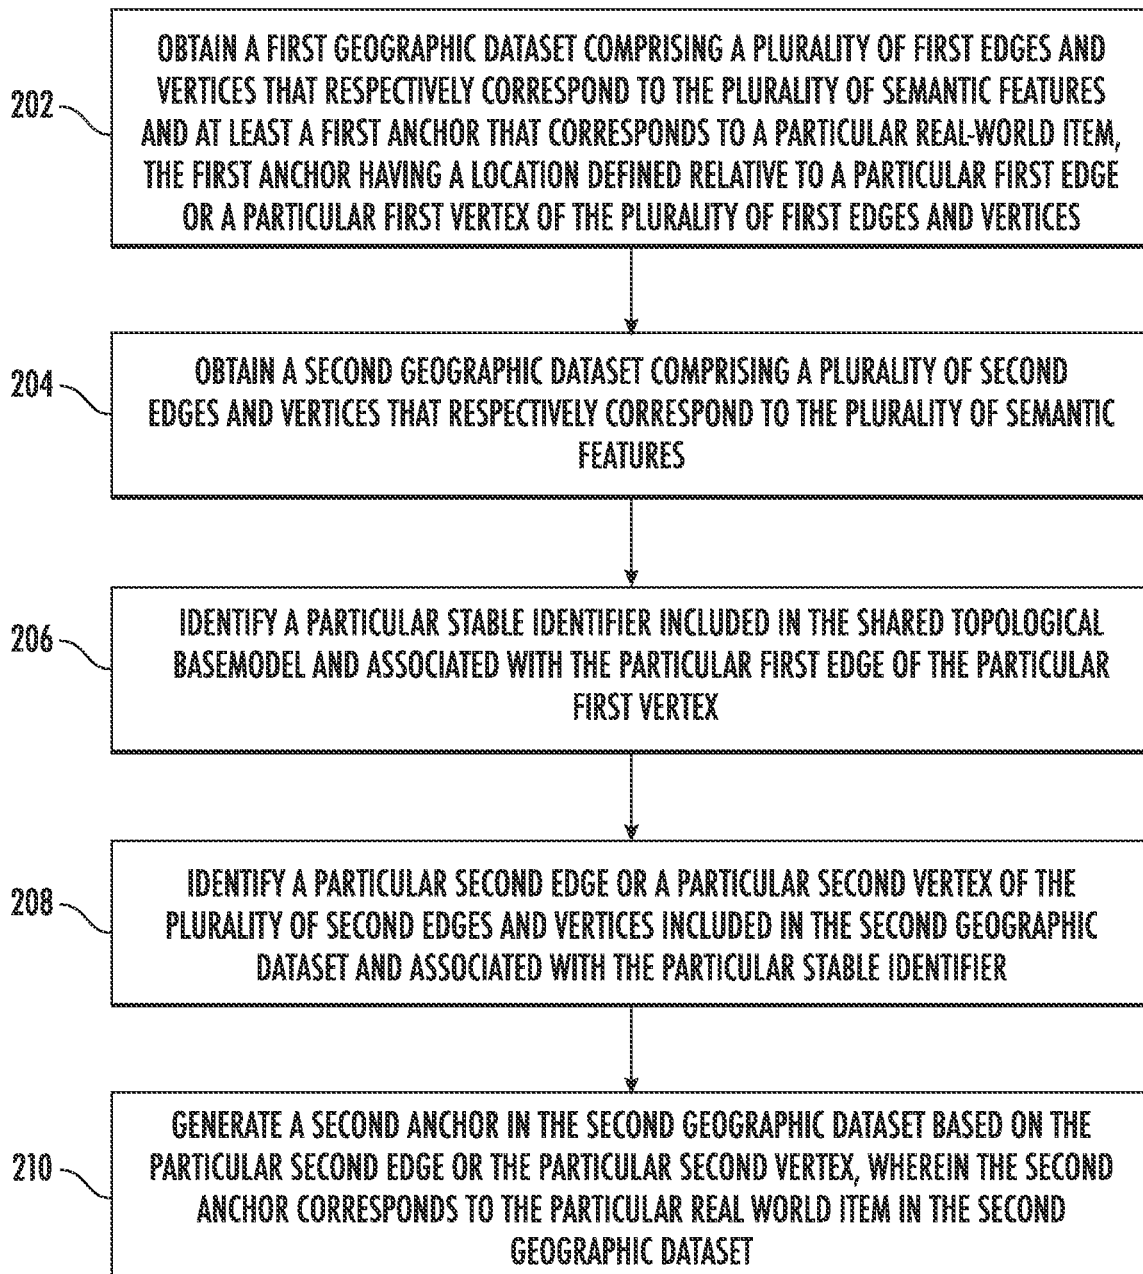 202
OBTAIN A FIRST GEOGRAPHIC DATASET COMPRISING A PLURALITY OF FIRST EDGES AND
VERTICES THAT RESPECTIVELY CORRESPOND TO THE PLURALITY OF SEMANTIC FEATURES
AND AT LEAST A FIRST ANCHOR THAT CORRESPONDS TO A PARTICULAR REAL-WORLD ITEM,
THE FIRST ANCHOR HAVING A LOCATION DEFINED RELATIVE TO A PARTICULAR FIRST EDGE
OR A PARTICULAR FIRST VERTEX OF THE PLURALITY OF FIRST EDGES AND VERTICES
204
OBTAIN A SECOND GEOGRAPHIC DATASET COMPRISING A PLURALITY OF SECOND
EDGES AND VERTICES THAT RESPECTIVELY CORRESPOND TO THE PLURALITY OF SEMANTIC
FEATURES
206
IDENTIFY A PARTICULAR STABLE IDENTIFIER INCLUDED IN THE SHARED TOPOLOGICAL
BASEMODEL AND ASSOCIATED WITH THE PARTICULAR FIRST EDGE OF THE PARTICULAR
FIRST VERTEX
208
IDENTIFY A PARTICULAR SECOND EDGE OR A PARTICULAR SECOND VERTEX OF THE
PLURALITY OF SECOND EDGES AND VERTICES INCLUDED IN THE SECOND GEOGRAPHIC
DATASET AND ASSOCIATED WITH THE PARTICULAR STABLE IDENTIFIER
210
GENERATE A SECOND ANCHOR IN THE SECOND GEOGRAPHIC DATASET BASED ON THE
PARTICULAR SECOND EDGE OR THE PARTICULAR SECOND VERTEX, WHEREIN THE SECOND
ANCHOR CORRESPONDS TO THE PARTICULAR REAL WORLD ITEM IN THE SECOND
GEOGRAPHIC DATASET